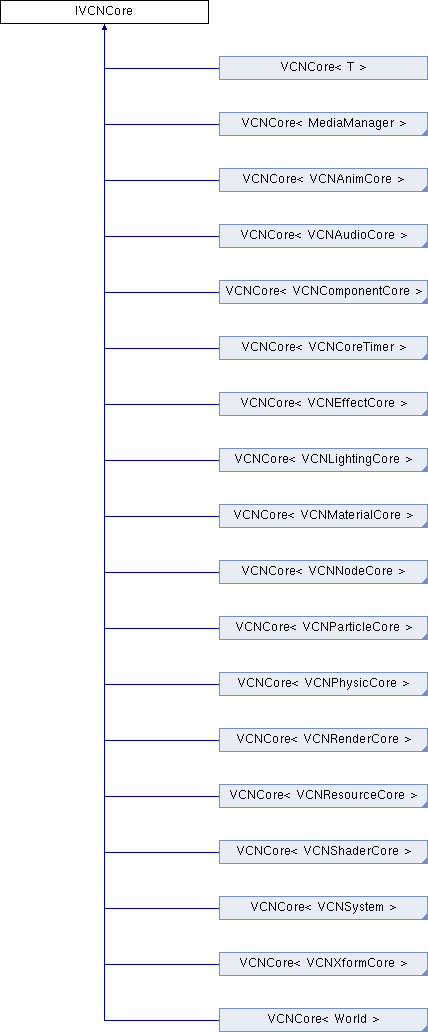 IVCNCore
VCNCore< T >
VCNCore< MediaManager >
VCNCore< VCNAnimCore >
VCNCore< VCNAudioCore >
VCNCore< VCNComponentCore >
VCNCore< VCNCoreTimer >
VCNCore< VCNEffectCore >
VCNCore< VCNLightingCore >
VCNCore< VCNMaterialCore >
VCNCore< VCNNodeCore >
VCNCore< VCNParticleCore >
VCNCore< VCNPhysicCore >
VCNCore< VCNRenderCore >
VCNCore< VCNResourceCore >
VCNCore< VCNShaderCore >
VCNCore< VCNSystem >
VCNCore< VCNXformCore >
VCNCore< World >